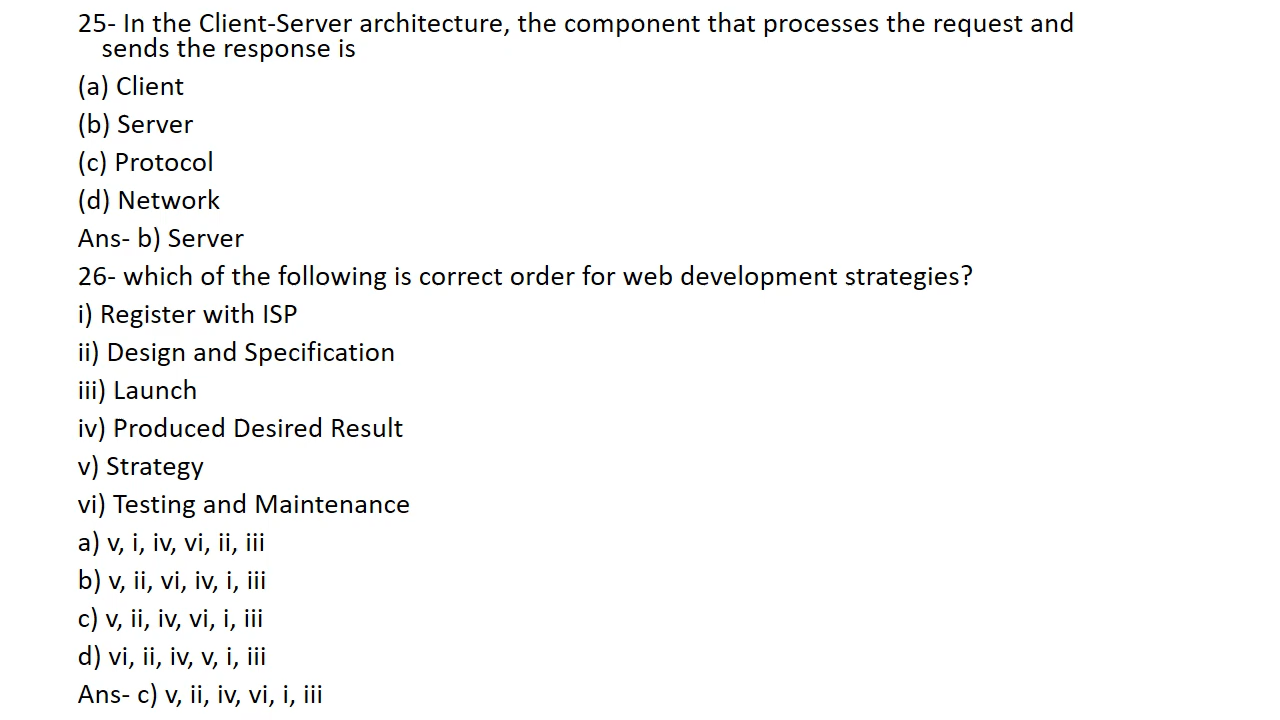 25- In the Client-Server architecture, the component that processes the request and
sends the response is
(a) Client
(b) Server
(c) Protocol
(d) Network
Ans- b) Server
26- which of the following is correct order for web development strategies?
i) Register with ISP
ii) Design and Specification
iii) Launch
iv) Produced Desired Result
v) Strategy
vi) Testing and Maintenance
a) v, i, iv, vi, ii, iii
b) v, ii, vi, iv, i, iii
c) v, ii, iv, vi, i, iii
d) vi, ii, iv, v, i, iii
Ans- c) v, ii, iv, vi, i, iii